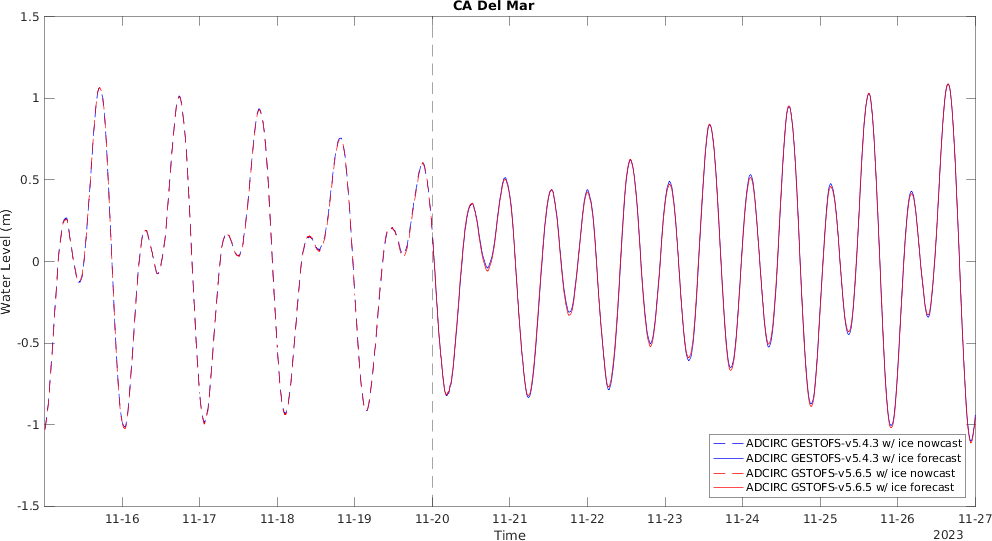 CA Del Mar
1.5
1
0.5
0
-0.5
-1
-1.5
Water Level (m)
ADCIRC GESTOFS-v5.4.3 w/ ice nowcast
ADCIRC GESTOFS-v5.4.3 w/ ice forecast
ADCIRC GSTOFS-v5.6.5 w/ ice nowcast
ADCIRC GSTOFS-v5.6.5 w/ ice forecast
11-16 11-17 11-18 11-19 11-20 11-21 11-22 11-23 11-24 11-25 11-26 11-27
Time
2023